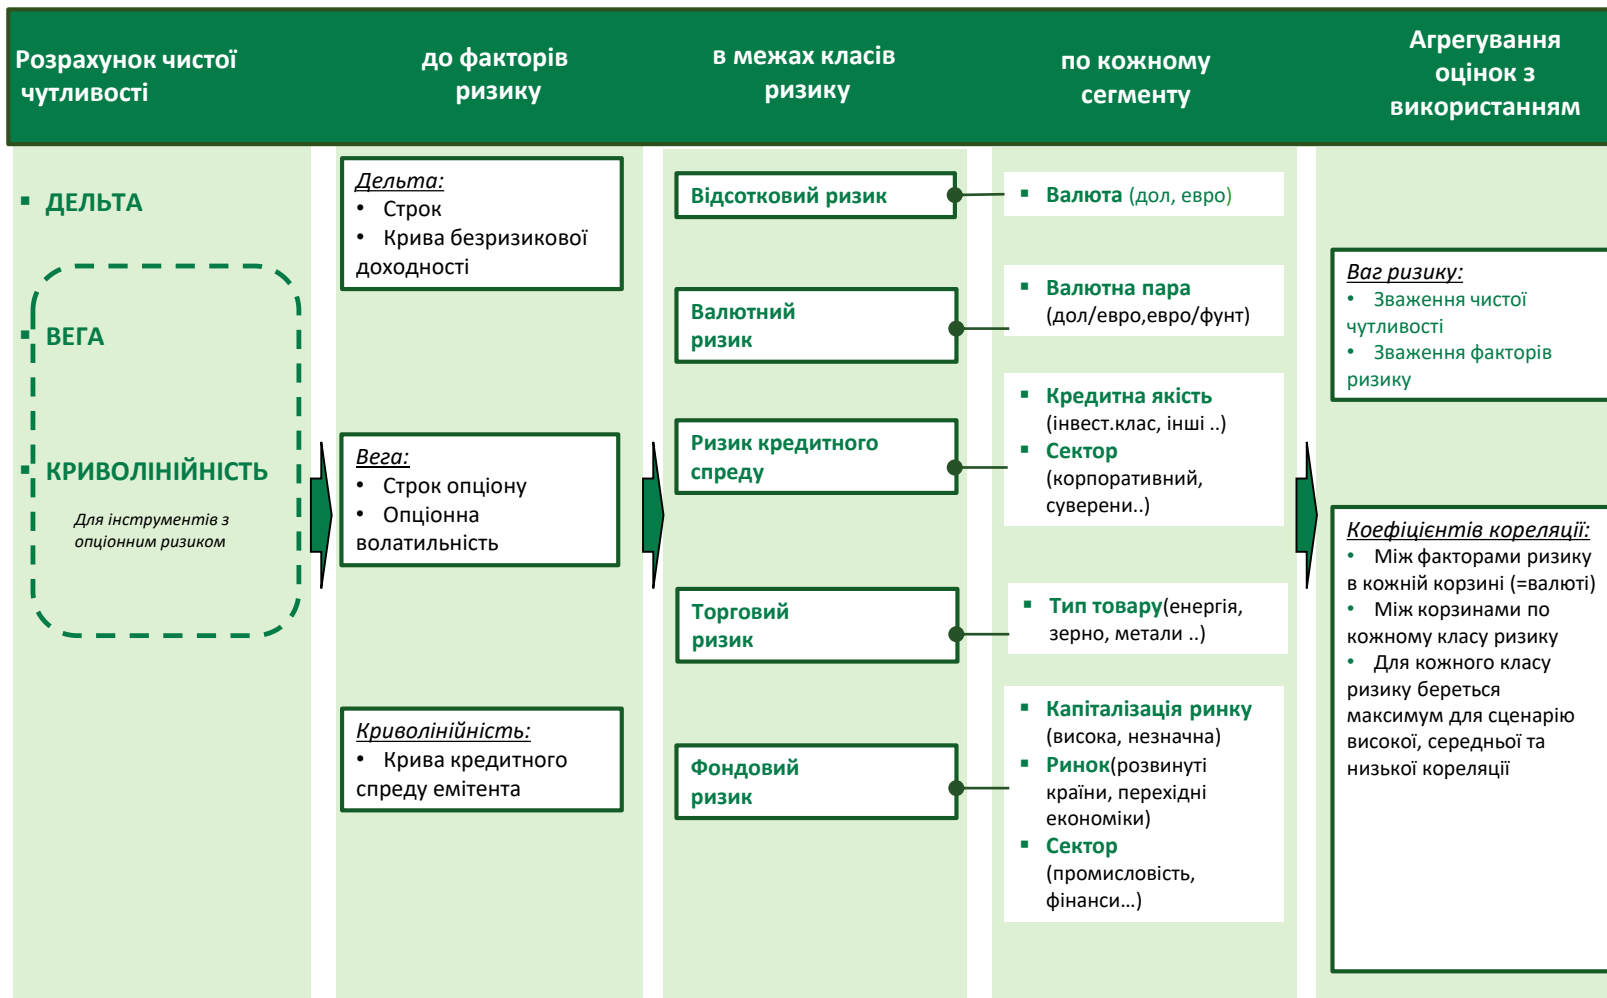 Розрахунок чистої
чутливості
до факторів
ризику
в межах класів
ризику
по кожному
сегменту
Агрегування
оцінок з
використанням
▪ ДЕЛЬТА
▪ ВЕГА
▪ КРИВОЛІНІЙНІСТЬ
Для інструментів з
опціонним ризиком
Дельта:
• Строк
• Крива безризикової
доходності
Вега:
• Строк опціону
• Опціонна
волатильність
Криволінійність:
• Крива кредитного
спреду емітента
Відсотковий ризик
Валютний
ризик
Ризик кредитного
спреду
Торговий
ризик
Фондовий
ризик
▪ Валюта (дол, евро)
▪ Валютна пара
(дол/евро,евро/фунт)
▪ Кредитна якість
(інвест.клас, інші ..)
▪ Сектор
(корпоративний,
суверени..)
▪ Тип товару(енергія,
зерно, метали ..)
▪ Капіталізація ринку
(висока, незначна)
▪ Ринок(розвинуті
країни, перехідні
економіки)
▪ Сектор
(промисловість,
фінанси...)
Ваг ризику:
• Зваження чистої
чутливості
• Зваження факторів
ризику
Коефіцієнтів кореляції:
• Між факторами ризику
в кожній корзині (=валюті)
• Між корзинами по
кожному класу ризику
• Для кожного класу
ризику береться
максимум для сценарію
високої, середньої та
низької кореляції